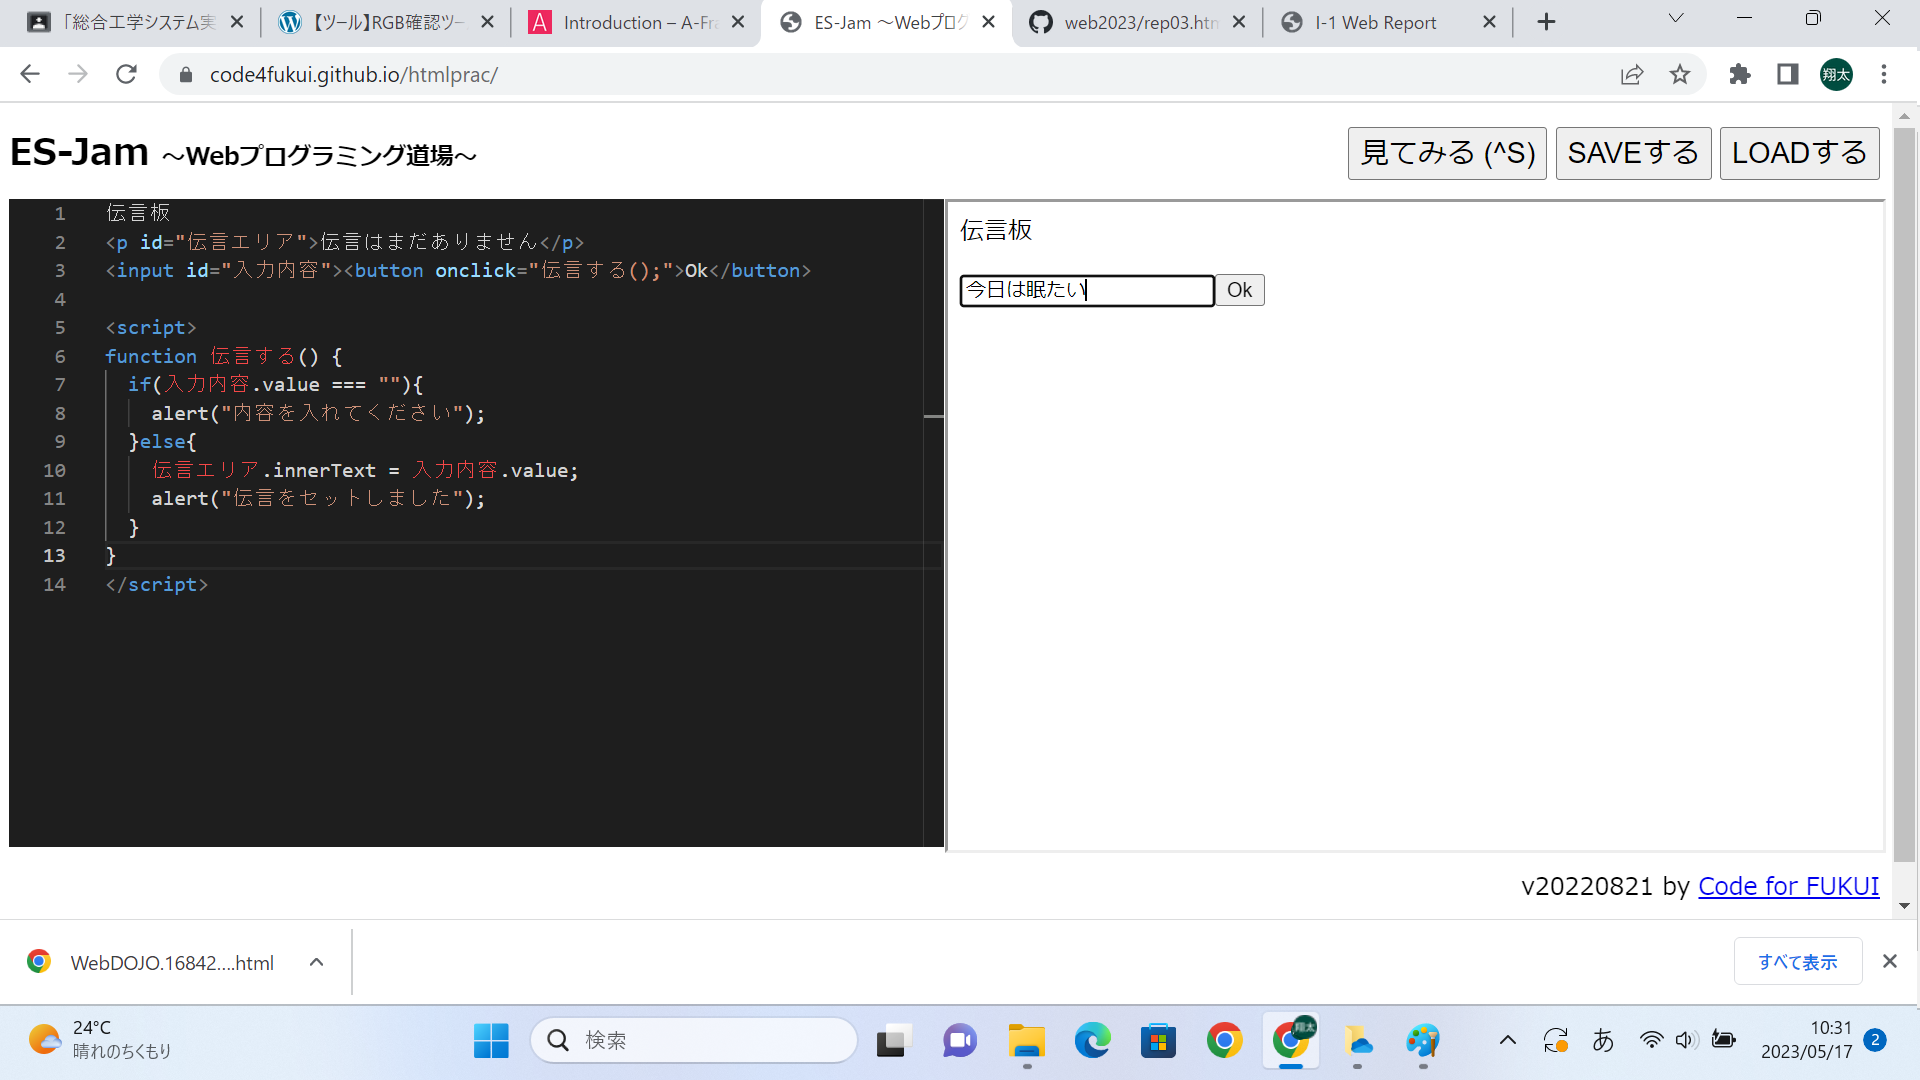 「総合工学システム実
【ツール】RGB確認ツー
A Introduction – A-Fra
ES-Jam ～Webプログ
web2023/rep03.htm
I-1 Web Report
code4fukui.github.io/htmlprac/
翔太
ES-Jam ～Webプログラミング道場～
見てみる (^S)
SAVEする
LOADする
1 伝言板
2 <p id="伝言エリア">伝言はまだありません</p>
3 <input id="入力内容"><button onclick="伝言する();">Ok</button>
4
5 <script>
6 function 伝言する() {
7 if(入力内容.value === ""){
8 alert("内容を入れてください");
9 }else{
10 伝言エリア.innerText = 入力内容.value;
11 alert("伝言をセットしました");
12 }
13 }
14 </script>
伝言板
今日は眠たい
Ok
v20220821 by Code for FUKUI
WebDOJO.16842....html
すべて表示
24°C
晴れのちくもり
検索
翔太
あ
10:31
2023/05/17
2